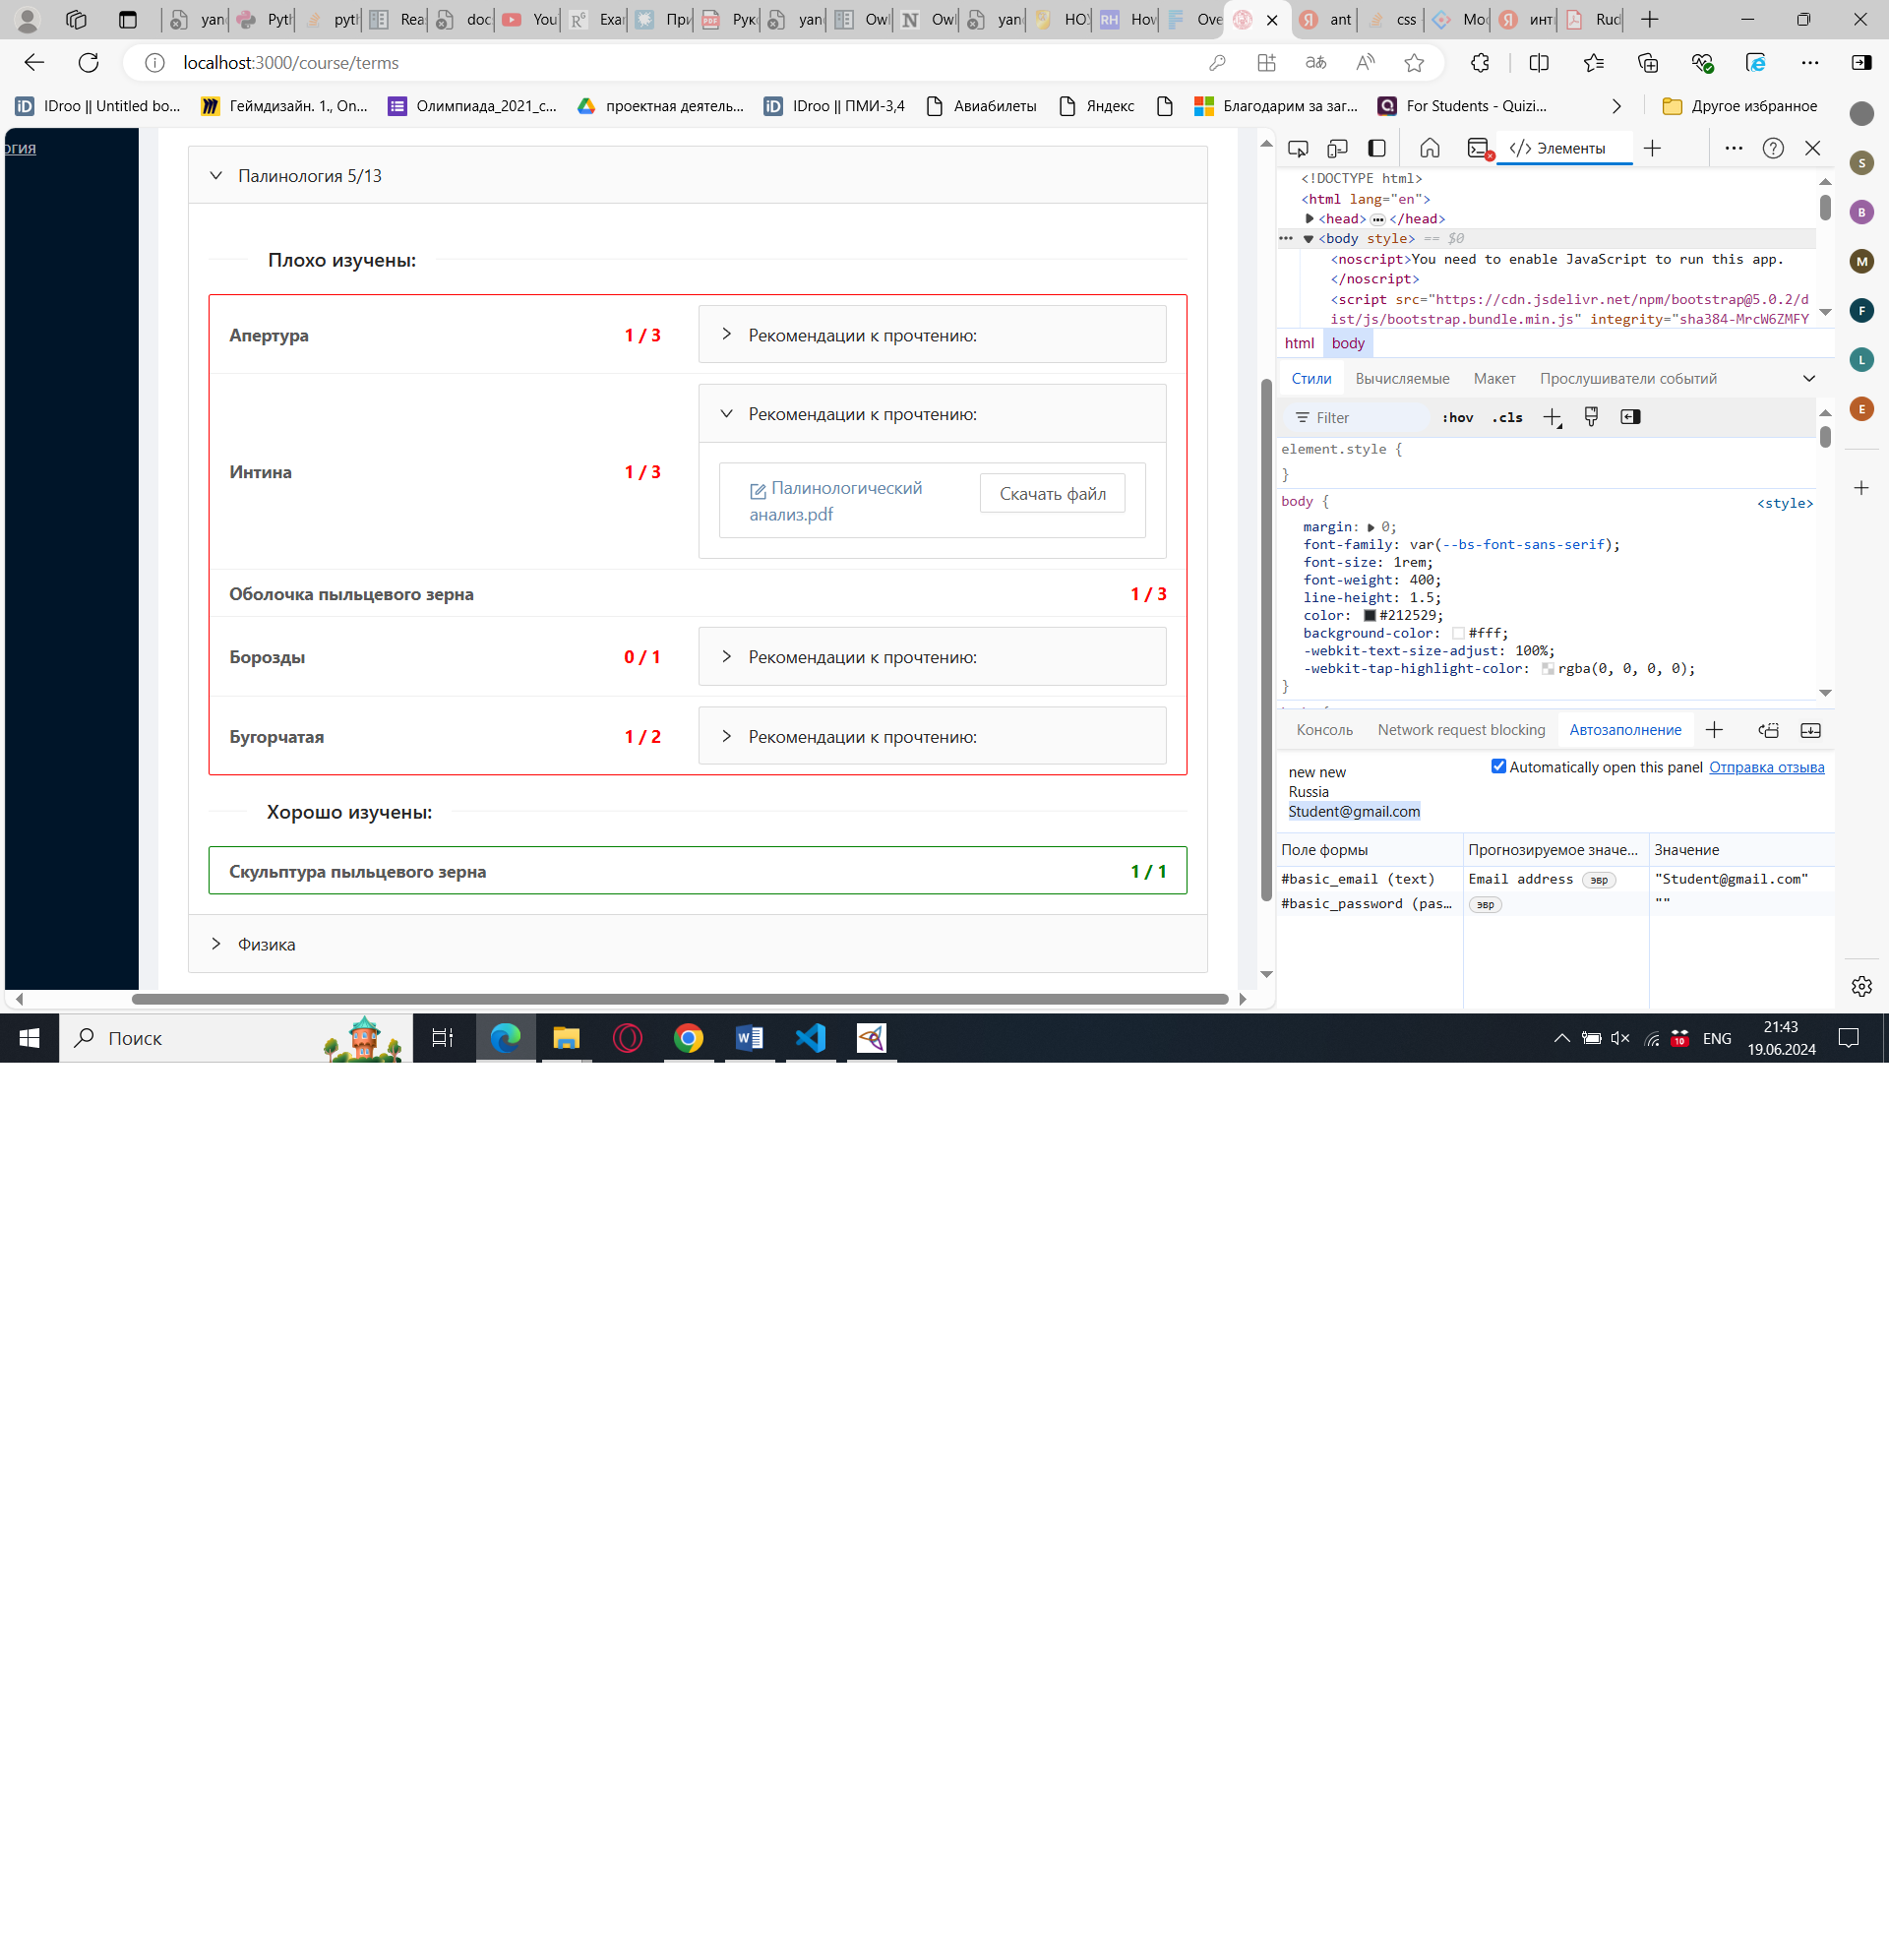 yan
Pyth
pyth
Rea
doc
You
Exa
При
Рук
yan
Owl
Owl
yan
НОУ
RH
How
Ove
ant
css
Mod
инт
Rud
localhost:3000/course/terms
IDroo || Untitled bo...
Геймдизайн. 1., On...
Олимпиада_2021_с...
проектная деятель...
IDroo || ПМИ-3,4
Авиабилеты
Яндекс
Благодарим за заг...
For Students - Quizi...
Другое избранное
огия
Палинология 5/13
Плохо изучены:
Апертура 1 / 3
Рекомендации к прочтению:
Интина 1 / 3
Рекомендации к прочтению:
Палинологический
анализ.pdf
Скачать файл
Оболочка пыльцевого зерна 1 / 3
Борозды 0 / 1
Рекомендации к прочтению:
Бугорчатая 1 / 2
Рекомендации к прочтению:
Хорошо изучены:
Скульптура пыльцевого зерна 1 / 1
Физика
</> Элементы
<!DOCTYPE html>
<html lang="en">
<head> ••• </head>
<body style> == $0
<noscript>You need to enable JavaScript to run this app.
</noscript>
<script src="https://cdn.jsdelivr.net/npm/bootstrap@5.0.2/d
ist/js/bootstrap.bundle.min.js" integrity="sha384-MrcW6ZMFY
html body
Стили Вычисляемые Макет Прослушиватели событий
Filter :hov .cls
element.style {
}
body { <style>
margin: 0;
font-family: var(--bs-font-sans-serif);
font-size: 1rem;
font-weight: 400;
line-height: 1.5;
color: #212529;
background-color: #fff;
-webkit-text-size-adjust: 100%;
-webkit-tap-highlight-color: rgba(0, 0, 0, 0);
}
Консоль Network request blocking Автозаполнение
new new
Automatically open this panel Отправка отзыва
Russia
Student@gmail.com
Поле формы Прогнозируемое значе... Значение
#basic_email (text) Email address эвр "Student@gmail.com"
#basic_password (pas... эвр ""
S
B
M
F
L
E
Поиск
10
ENG
21:43
19.06.2024